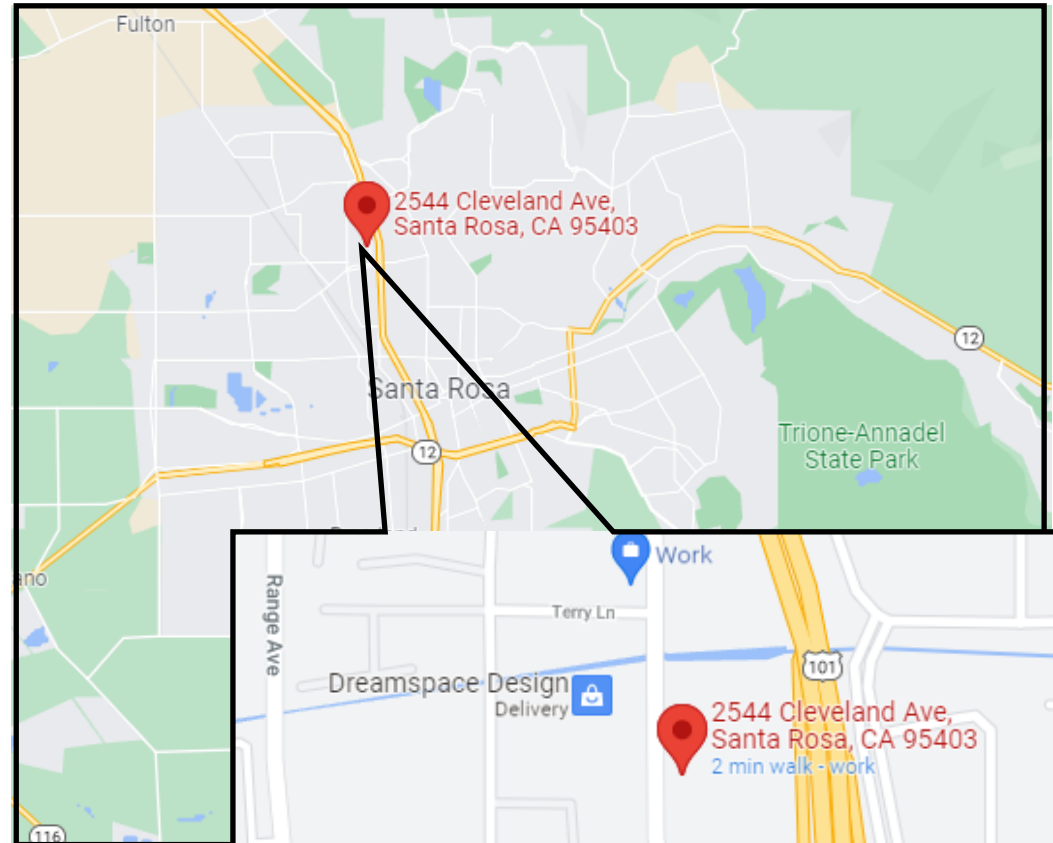 Fulton
2544 Cleveland Ave,
Santa Rosa, CA 95403
12
Santa Rosa
Trione-Annadel
State Park
12
ano
Work
Range Ave
Terry Ln
101
Dreamspace Design
Delivery
2544 Cleveland Ave,
Santa Rosa, CA 95403
2 min walk - work
116